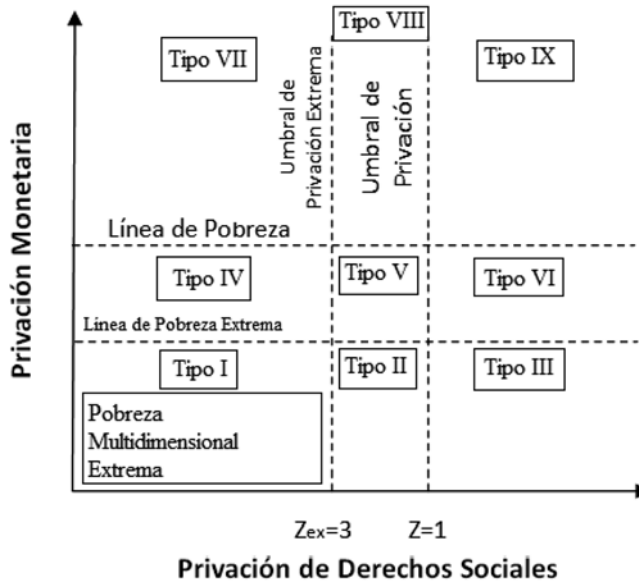 Tipo VIII
Tipo VII
Tipo IX
Umbral de
Privación Extrema
Umbral de
Privación
Privación Monetaria
Línea de Pobreza
Tipo IV
Tipo V
Tipo VI
Linea de Pobreza Extrema
Tipo I
Tipo II
Tipo III
Pobreza
Multidimensional
Extrema
Zex=3
Z=1
Privación de Derechos Sociales